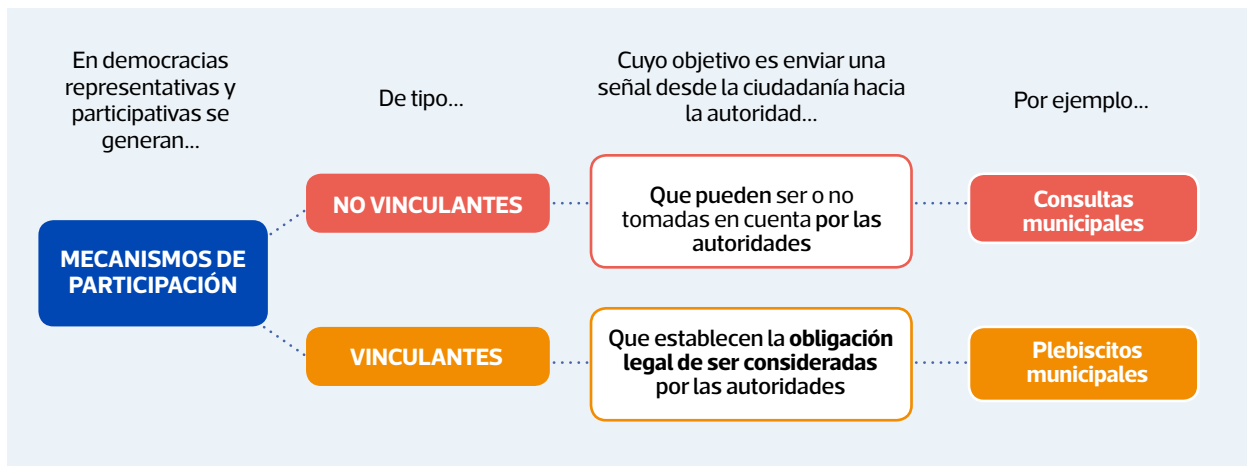 En democracias
representativas y
participativas se
generan...
De tipo...
Cuyo objetivo es enviar una
señal desde la ciudadanía hacia
la autoridad...
Por ejemplo...
MECANISMOS DE
PARTICIPACIÓN
NO VINCULANTES
Que pueden ser o no
tomadas en cuenta por las
autoridades
Consultas
municipales
VINCULANTES
Que establecen la obligación
legal de ser consideradas
por las autoridades
Plebiscitos
municipales